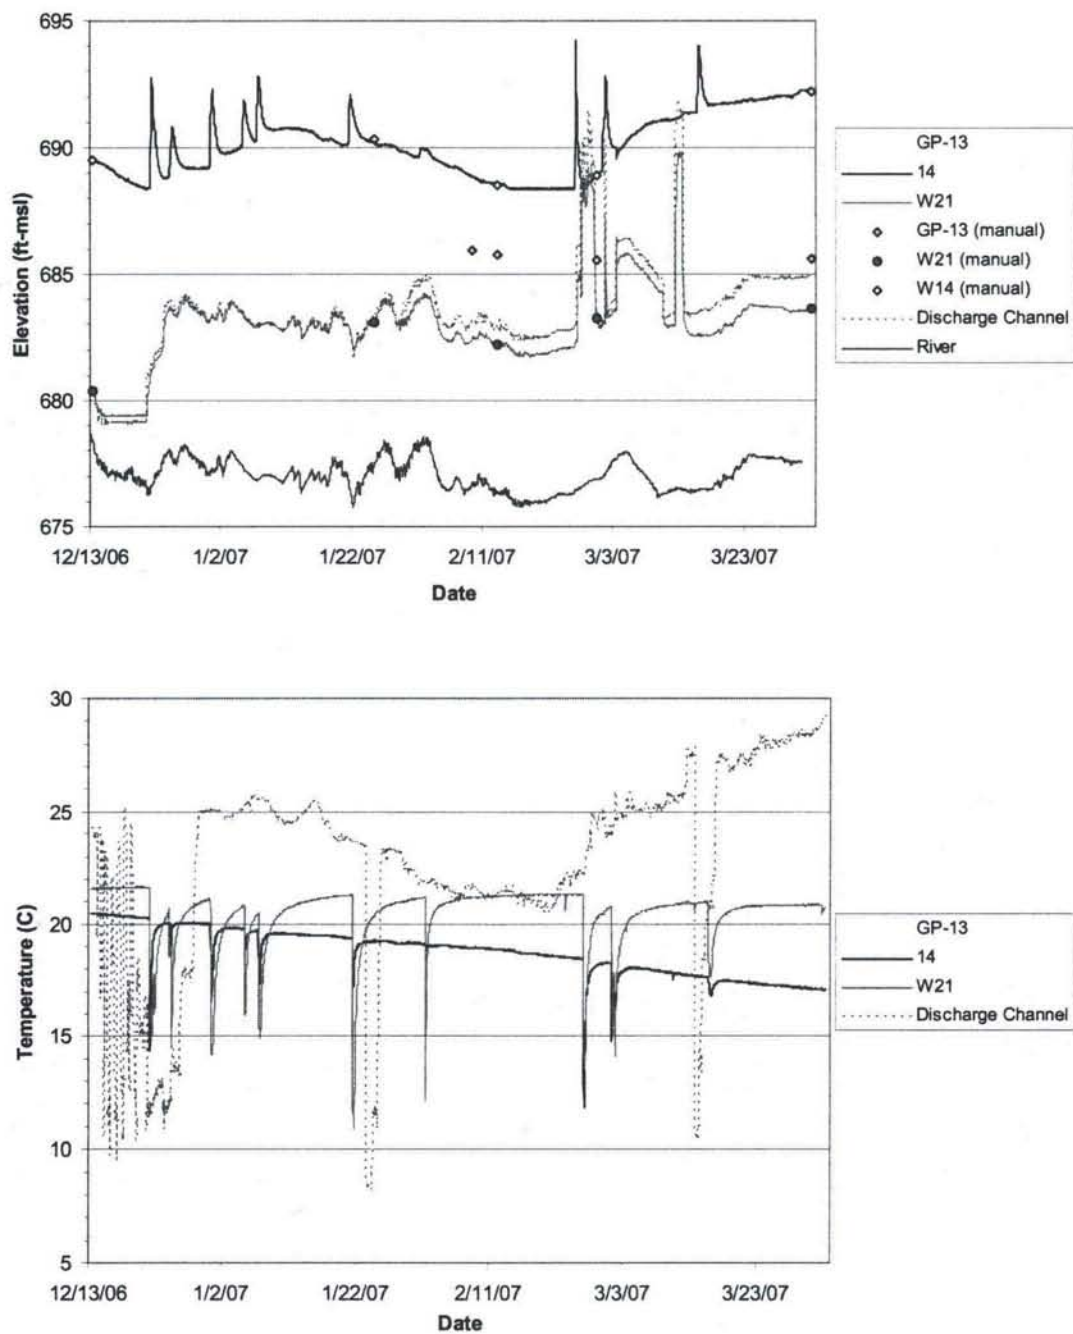 695
690
685
680
675
Elevation (ft-msl)
12/13/06 1/2/07 1/22/07 2/11/07 3/3/07 3/23/07
Date
GP-13
14
W21
GP-13 (manual)
W21 (manual)
W14 (manual)
Discharge Channel
River
30
25
20
15
10
5
Temperature (C)
12/13/06 1/2/07 1/22/07 2/11/07 3/3/07 3/23/07
Date
GP-13
14
W21
Discharge Channel